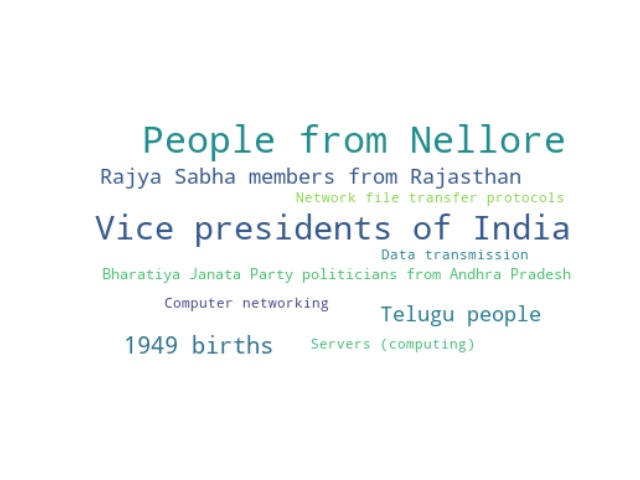 People from Nellore
Rajya Sabha members from Rajasthan
Network file transfer protocols
Vice presidents of India
Data transmission
Bharatiya Janata Party politicians from Andhra Pradesh
Computer networking
Telugu people
1949 births
Servers (computing)